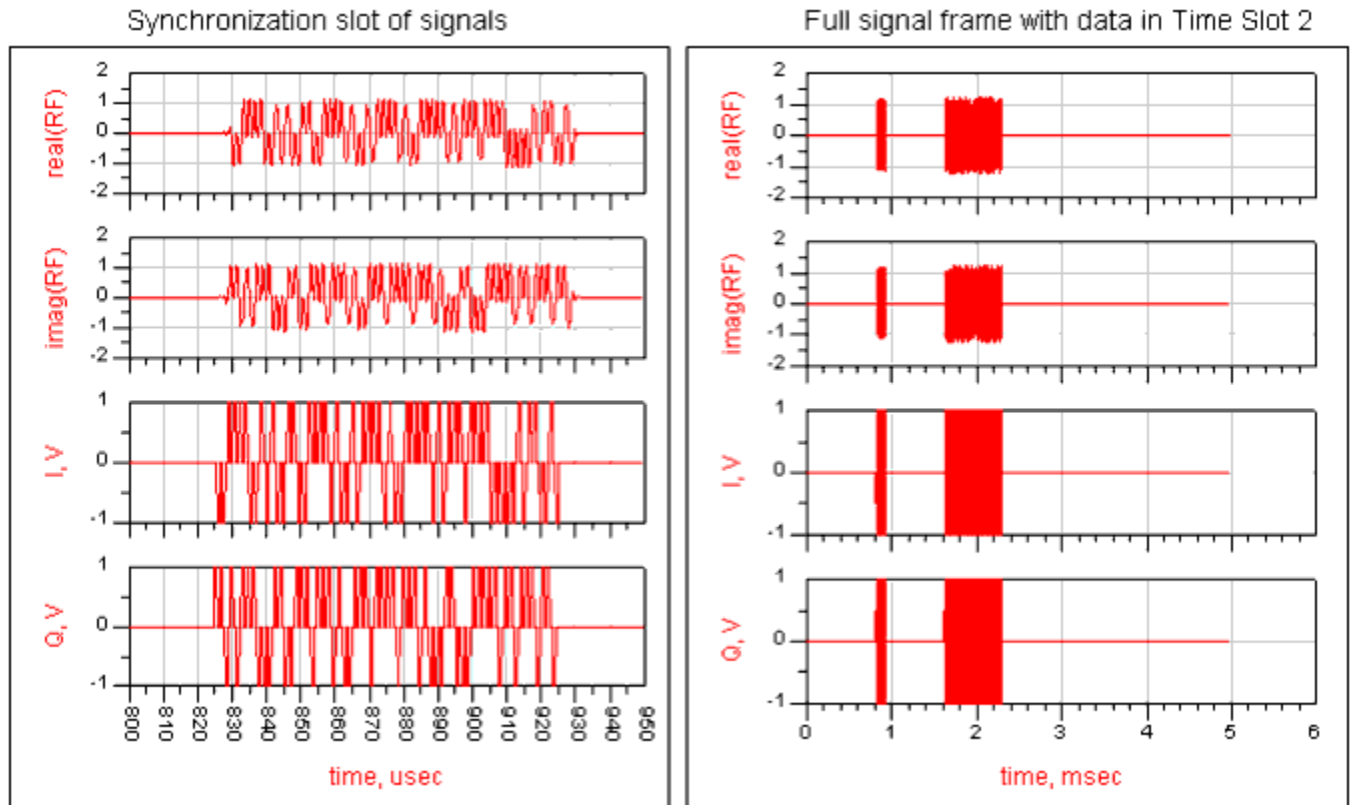 Synchronization slot of signals
real(RF)
2
1
0
-1
-2
imag(RF)
2
1
0
-1
-2
I, V
1
0
-1
Q, V
1
0
-1
800 810 820 830 840 850 860 870 880 890 900 910 920 930 950
time, usec
Full signal frame with data in Time Slot 2
real(RF)
2
1
0
-1
-2
imag(RF)
2
1
0
-1
-2
I, V
1
0
-1
Q, V
1
0
-1
0 1 2 3 4 5 6
time, msec